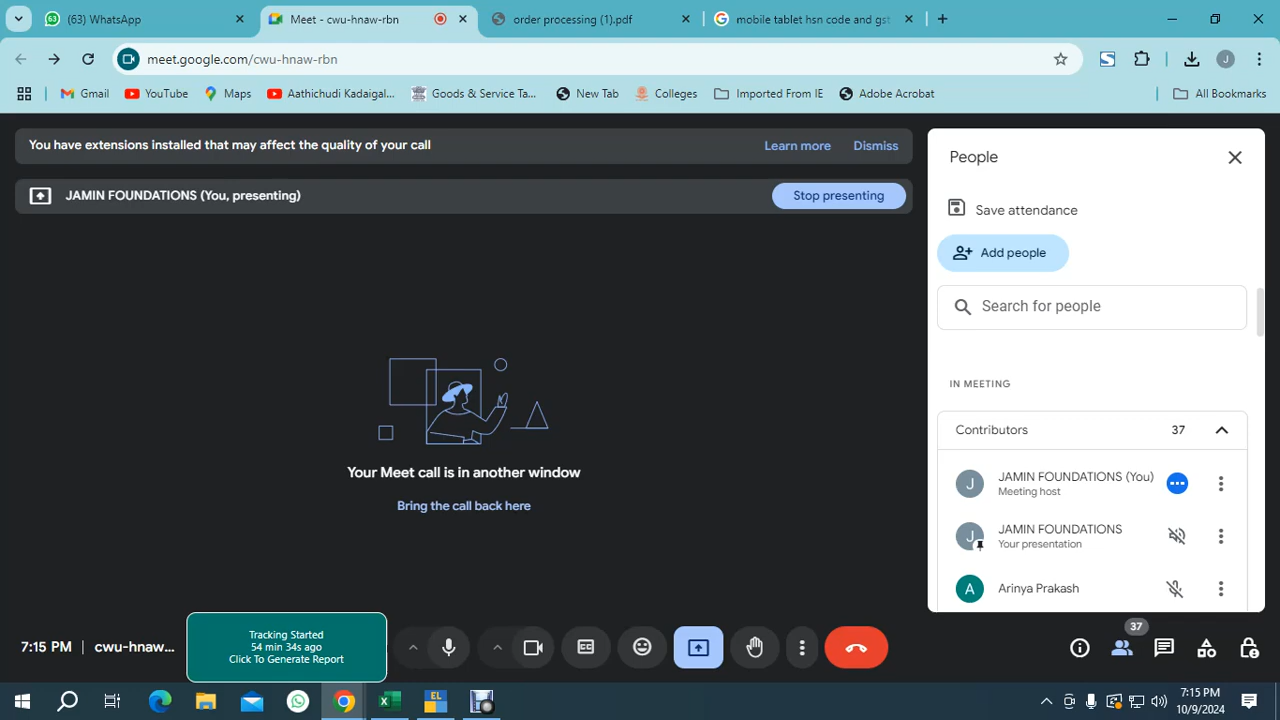 (63) WhatsApp
Meet - cwu-hnaw-rbn
order processing (1).pdf
mobile tablet hsn code and gst
meet.google.com/cwu-hnaw-rbn
Gmail
YouTube
Maps
Aathichudi Kadaigal...
Goods & Service Ta...
New Tab
Colleges
Imported From IE
Adobe Acrobat
All Bookmarks
You have extensions installed that may affect the quality of your call
Learn more
Dismiss
JAMIN FOUNDATIONS (You, presenting)
Stop presenting
Your Meet call is in another window
Bring the call back here
People
Save attendance
Add people
Search for people
IN MEETING
Contributors
37
J
JAMIN FOUNDATIONS (You)
Meeting host
J
JAMIN FOUNDATIONS
Your presentation
A
Arinya Prakash
7:15 PM
cwu-hnaw...
Tracking Started
54 min 34s ago
Click To Generate Report
37
EL
7:15 PM
10/9/2024